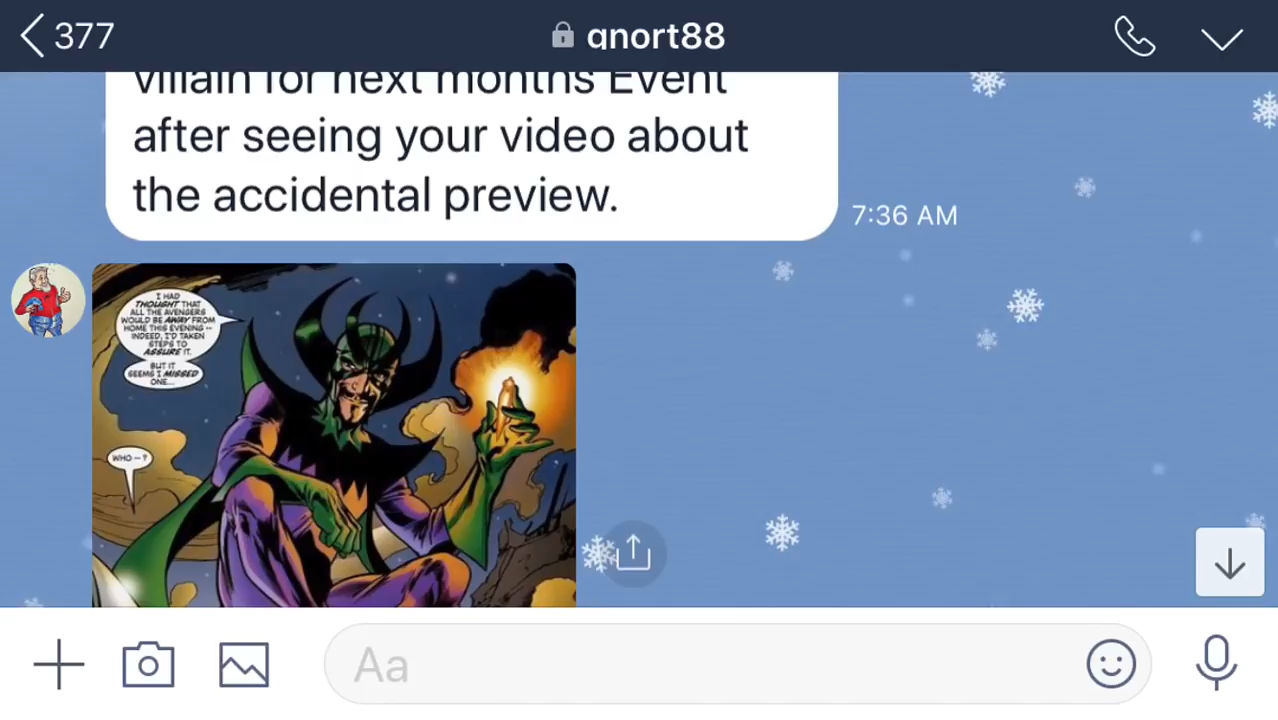 377
qnort88
villain for next months Event
after seeing your video about
the accidental preview.
7:36 AM
I HAD
THOUGHT THAT
ALL THE AVENGERS
WOULD BE AWAY FROM
HOME THIS EVENING --
INDEED, I'D TAKEN
STEPS TO
ASSURE IT.
BUT IT
SEEMS I MISSED
ONE...
WHO --?
Aa